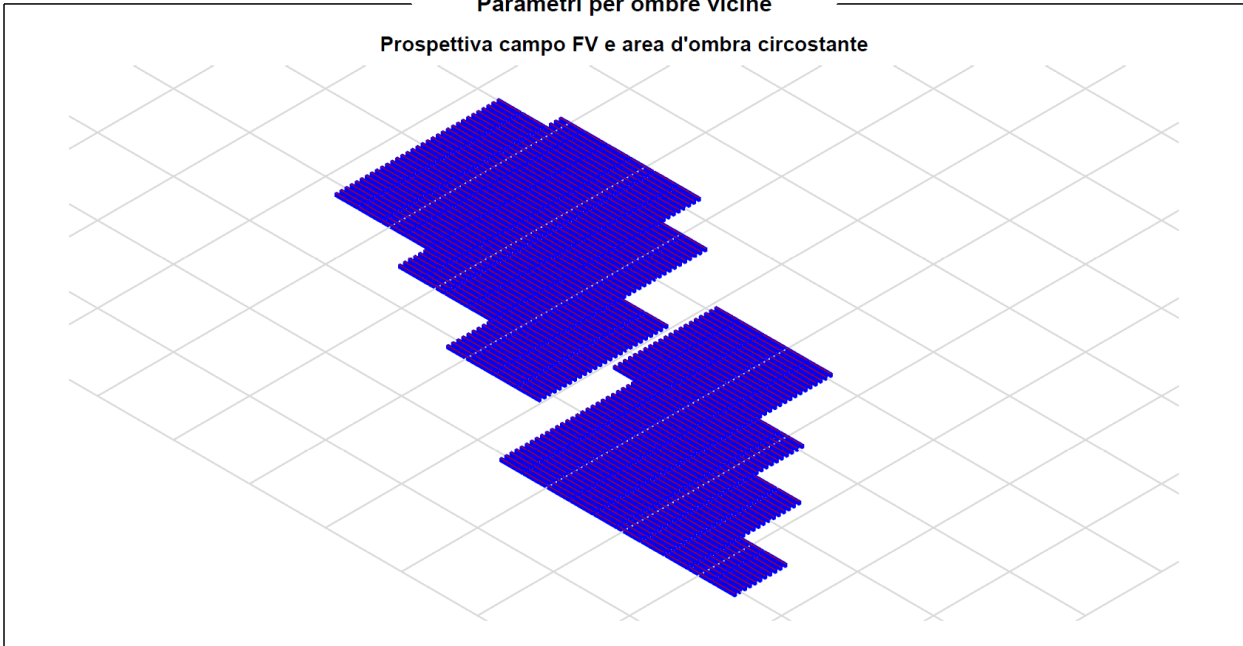 Parametri per ombre vicine
Prospettiva campo FV e area d'ombra circostante